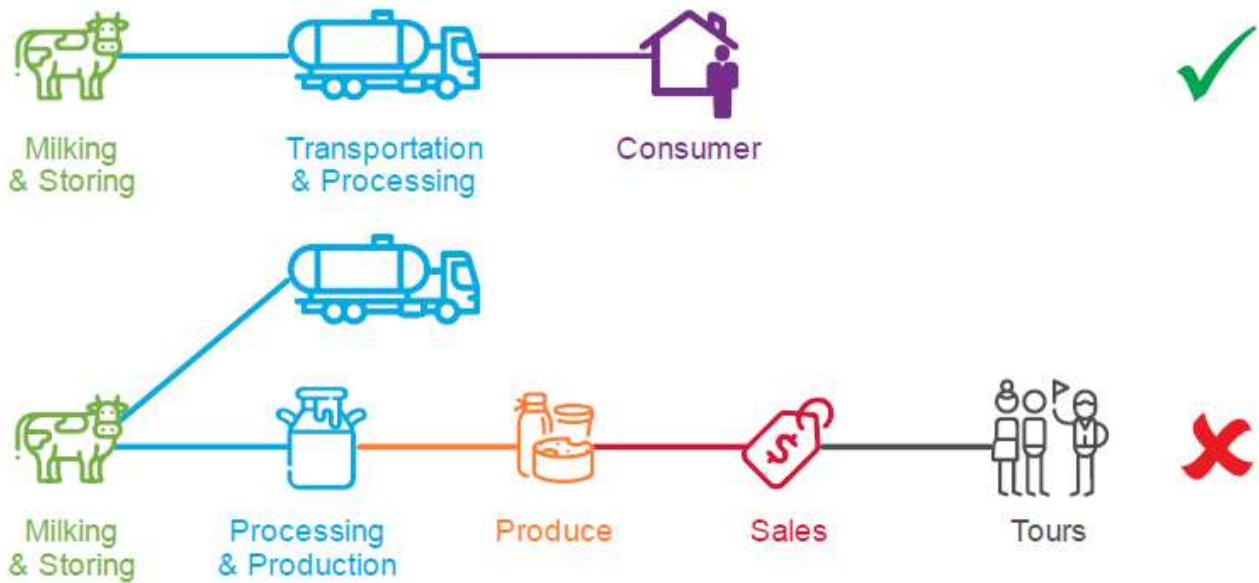 Milking
& Storing
Transportation
& Processing
Consumer
Milking
& Storing
Processing
& Production
Produce
$
Sales
Tours